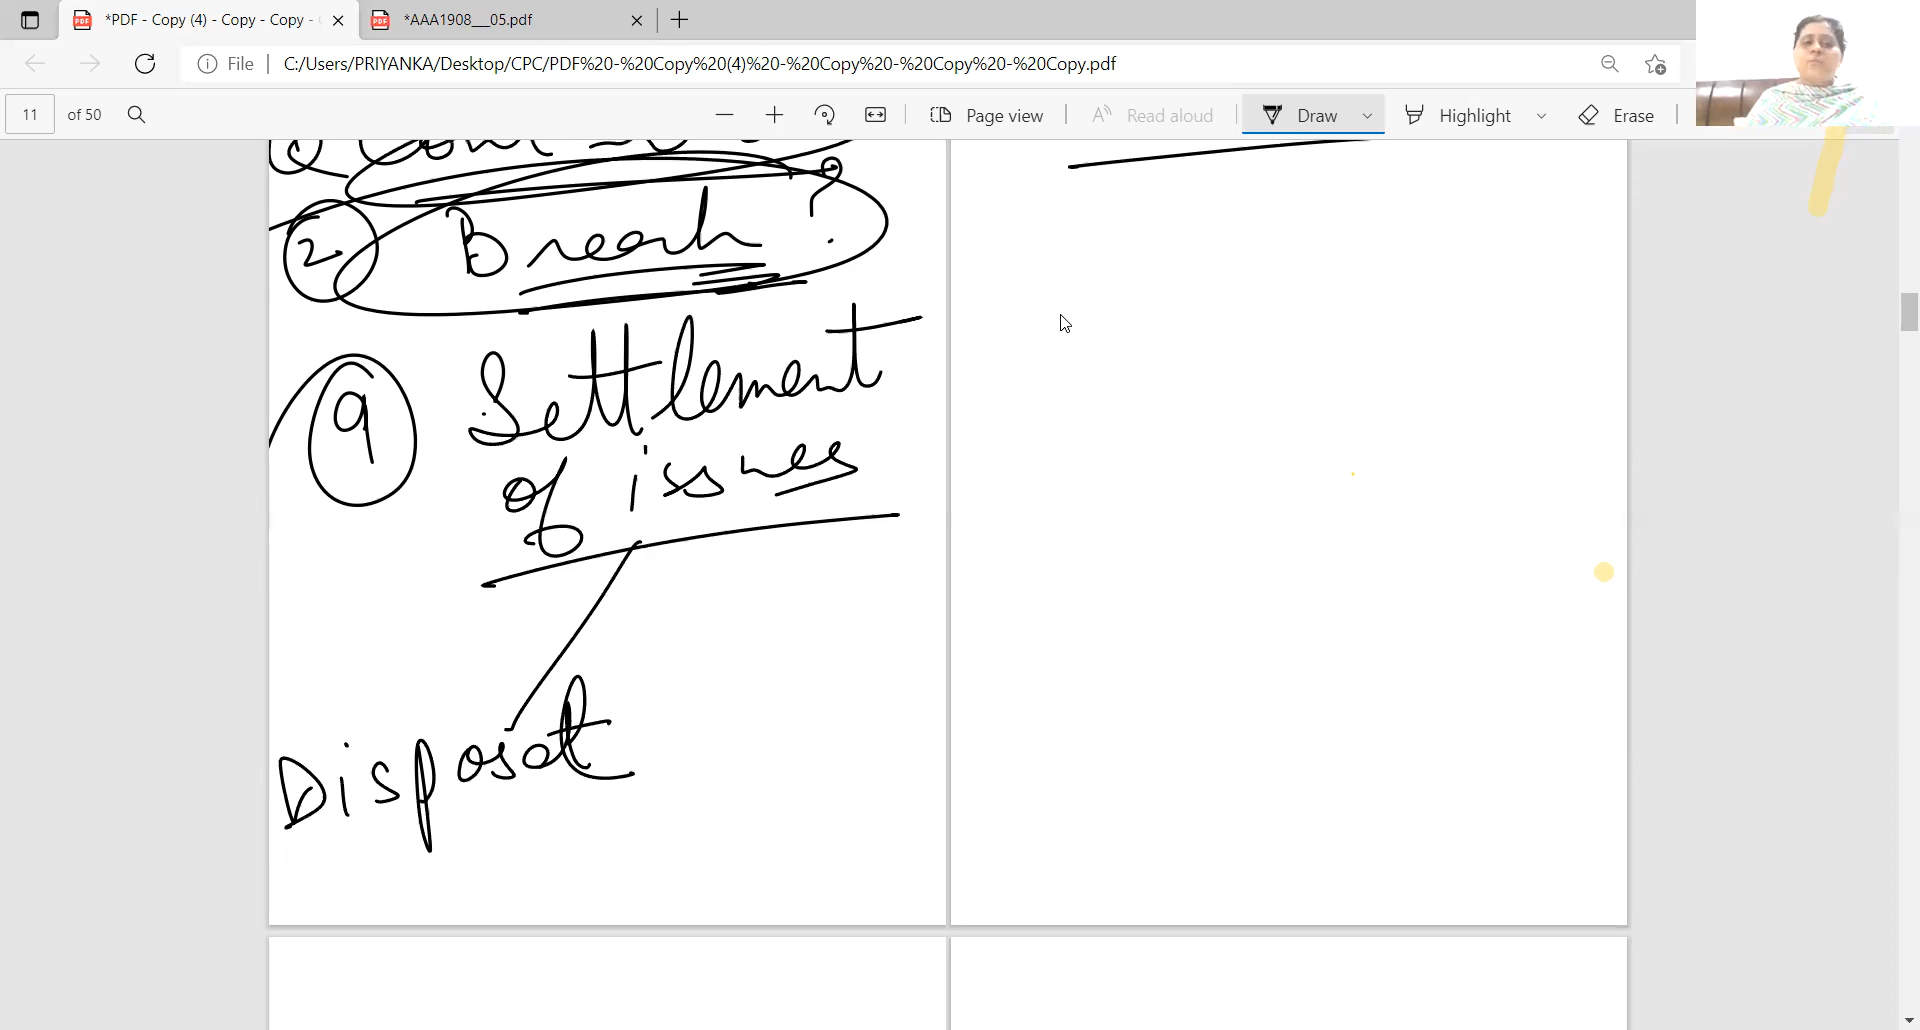 *PDF - Copy (4) - Copy - Copy -
*AAA1908___05.pdf
File | C:/Users/PRIYANKA/Desktop/CPC/PDF%20-%20Copy%20(4)%20-%20Copy%20-%20Copy%20-%20Copy.pdf
11 of 50 Page view Read aloud Draw Highlight Erase
2. Breach ?
9 Settlement
of issues
Disposal